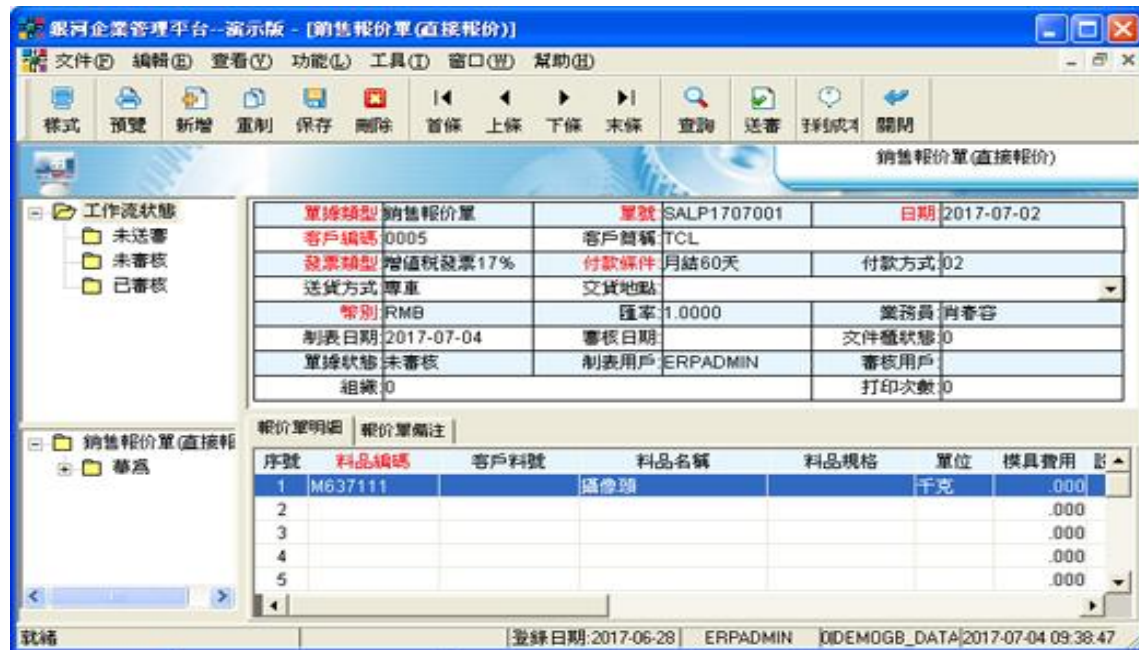 銀河企業管理平台--演示版 - [銷售報价單(直接報价)]
文件(F) 編輯(E) 查看(V) 功能(L) 工具(T) 窗口(W) 幫助(H)
樣式 預覽 新增 重制 保存 刪除 首條 上條 下條 末條 查詢 送審 關閉
銷售報价單(直接報价)
工作流狀態
未送審
未審核
已審核
單據類型 銷售報价單 單號 SALP1707001 日期 2017-07-02
客戶編碼 0005 客戶簡稱 TCL
發票類型 增值稅發票17% 付款條件 月結60天 付款方式 02
送貨方式 專車 交貨地點
幣別 RMB 匯率 1.0000 業務員 肖春容
制表日期 2017-07-04 審核日期 文件櫃狀態 0
單據狀態 未審核 制表用戶 ERPADMIN 審核用戶
組織 0 打印次數 0
銷售報价單(直接報
華為
報价單明細 報价單備注
序號 料品編碼 客戶料號 料品名稱 料品規格 單位 模具費用
1 M637111 攝像頭 千克 .000
2 .000
3 .000
4 .000
5 .000
就緒 登錄日期:2017-06-28 ERPADMIN DEMOGB_DATA 2017-07-04 09:38:47